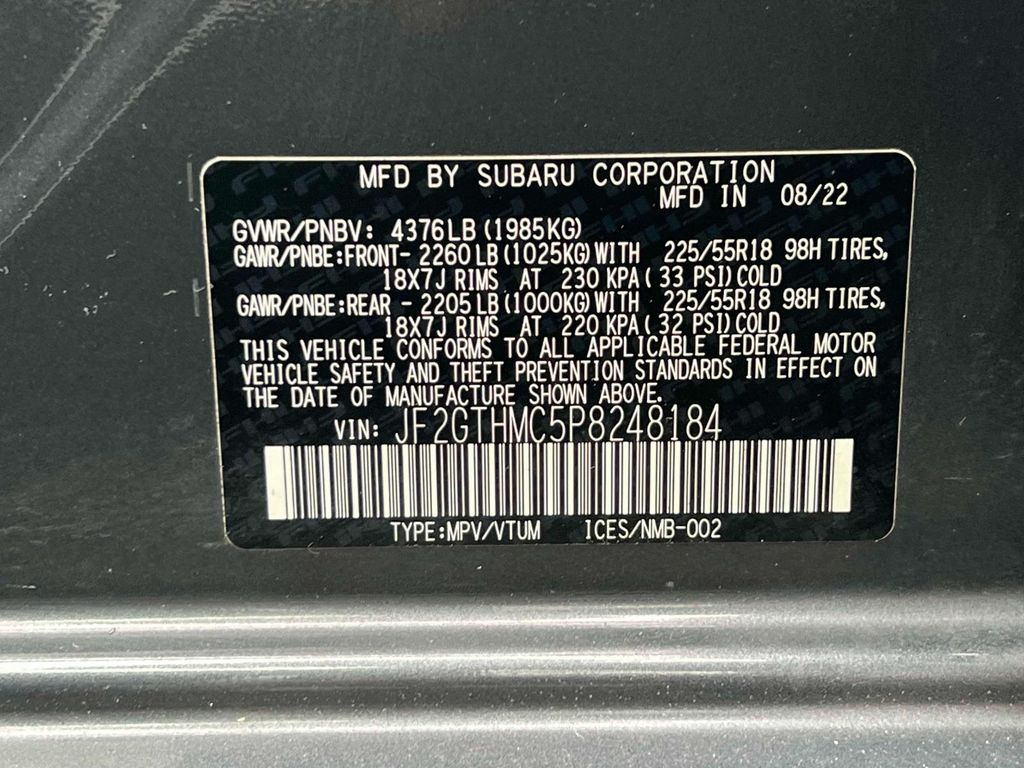 MFD BY SUBARU CORPORATION
MFD IN 08/22
GVWR/PNBV: 4376LB (1985KG)
GAWR/PNBE:FRONT- 2260 LB (1025KG) WITH 225/55R18 98H TIRES,
18X7J RIMS AT 230 KPA ( 33 PSI) COLD
GAWR/PNBE:REAR - 2205 LB (1000KG) WITH 225/55R18 98H TIRES,
18X7J RIMS AT 220 KPA ( 32 PSI) COLD
THIS VEHICLE CONFORMS TO ALL APPLICABLE FEDERAL MOTOR
VEHICLE SAFETY AND THEFT PREVENTION STANDARDS IN EFFECT ON
THE DATE OF MANUFACTURE SHOWN ABOVE.
VIN: JF2GTHMC5P8248184
TYPE:MPV/VTUM ICES/NMB-002